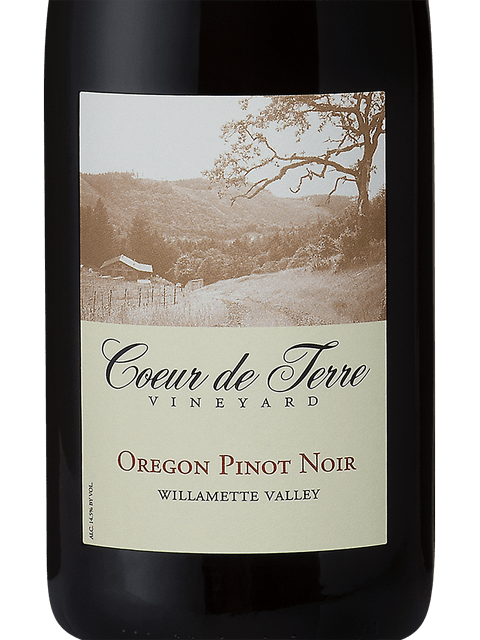 Coeur de Terre
VINEYARD
OREGON PINOT NOIR
WILLAMETTE VALLEY
ALC. 14.5% BY VOL.